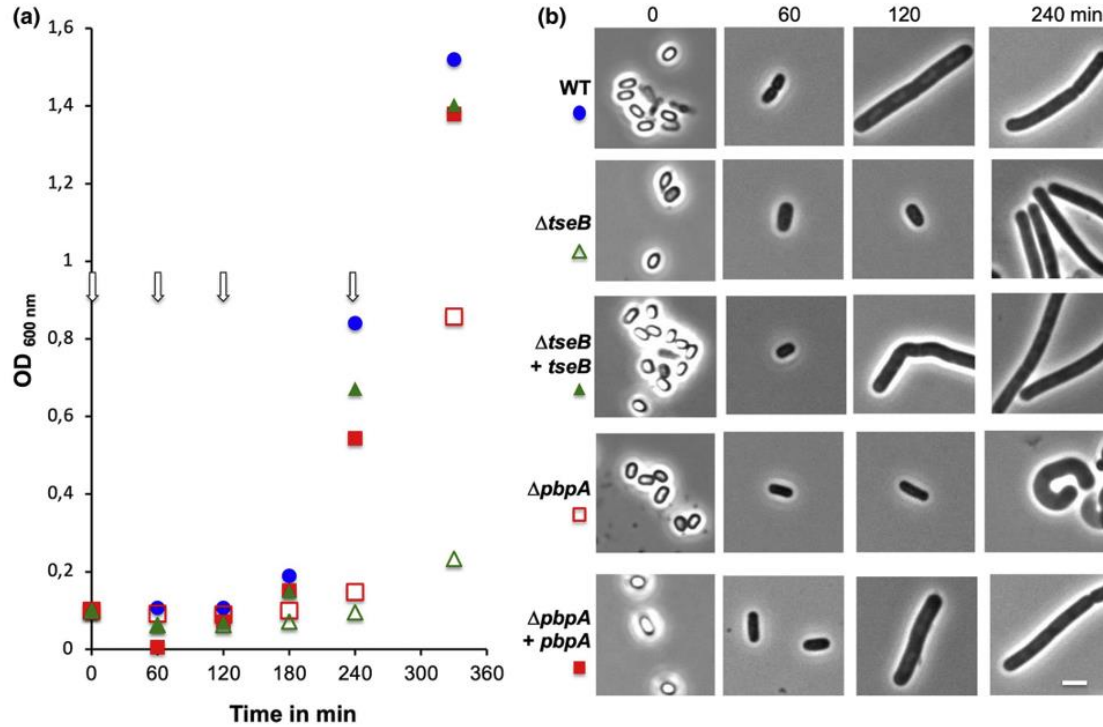 (a)
1,6
1,4
1,2
1
0,8
0,6
0,4
0,2
0
OD 600 nm
0 60 120 180 240 300 360
Time in min
(b)
0 60 120 240 min
WT
ΔtseB
ΔtseB
+ tseB
ΔpbpA
ΔpbpA
+ pbpA